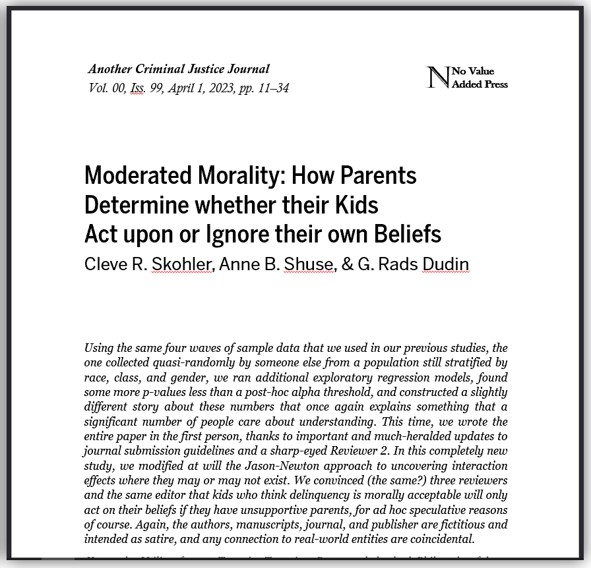 Another Criminal Justice Journal
Vol. 00, Iss. 99, April 1, 2023, pp. 11–34
N No Value
Added Press
Moderated Morality: How Parents
Determine whether their Kids
Act upon or Ignore their own Beliefs
Cleve R. Skohler, Anne B. Shuse, & G. Rads Dudin
Using the same four waves of sample data that we used in our previous studies, the
one collected quasi-randomly by someone else from a population still stratified by
race, class, and gender, we ran additional exploratory regression models, found
some more p-values less than a post-hoc alpha threshold, and constructed a slightly
different story about these numbers that once again explains something that a
significant number of people care about understanding. This time, we wrote the
entire paper in the first person, thanks to important and much-heralded updates to
journal submission guidelines and a sharp-eyed Reviewer 2. In this completely new
study, we modified at will the Jason-Newton approach to uncovering interaction
effects where they may or may not exist. We convinced (the same?) three reviewers
and the same editor that kids who think delinquency is morally acceptable will only
act on their beliefs if they have unsupportive parents, for ad hoc speculative reasons
of course. Again, the authors, manuscripts, journal, and publisher are fictitious and
intended as satire, and any connection to real-world entities are coincidental.